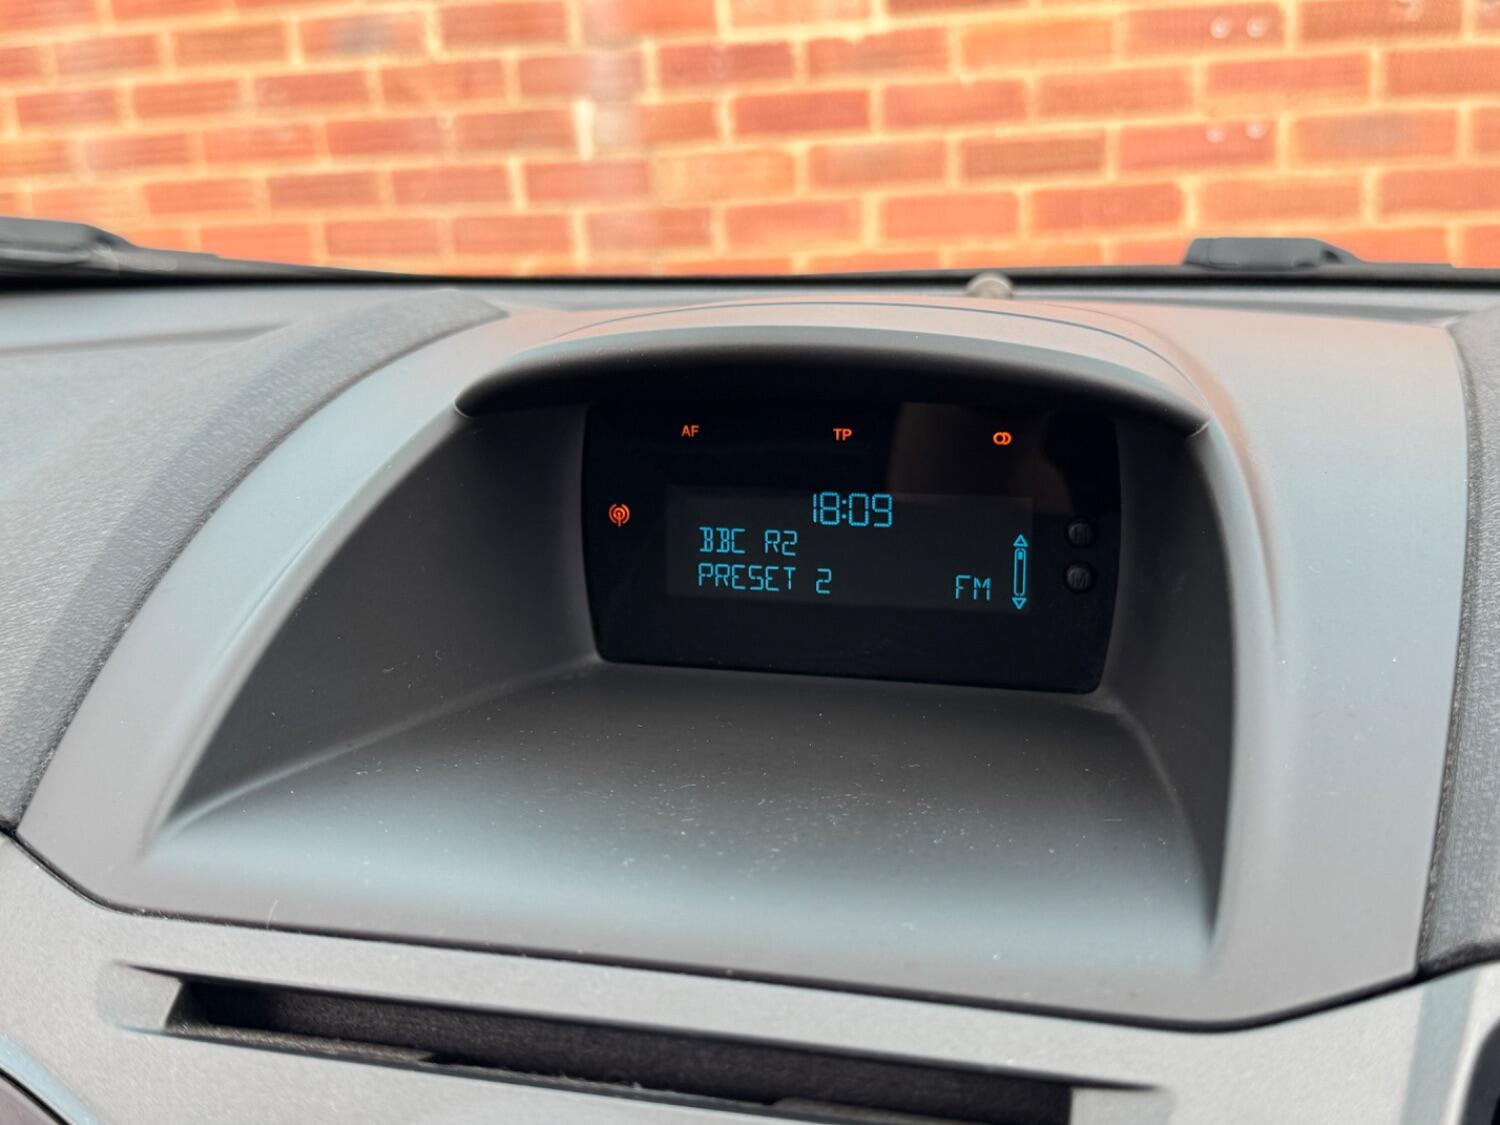 AF TP
18:09
BBC R2
PRESET 2 FM
H
M